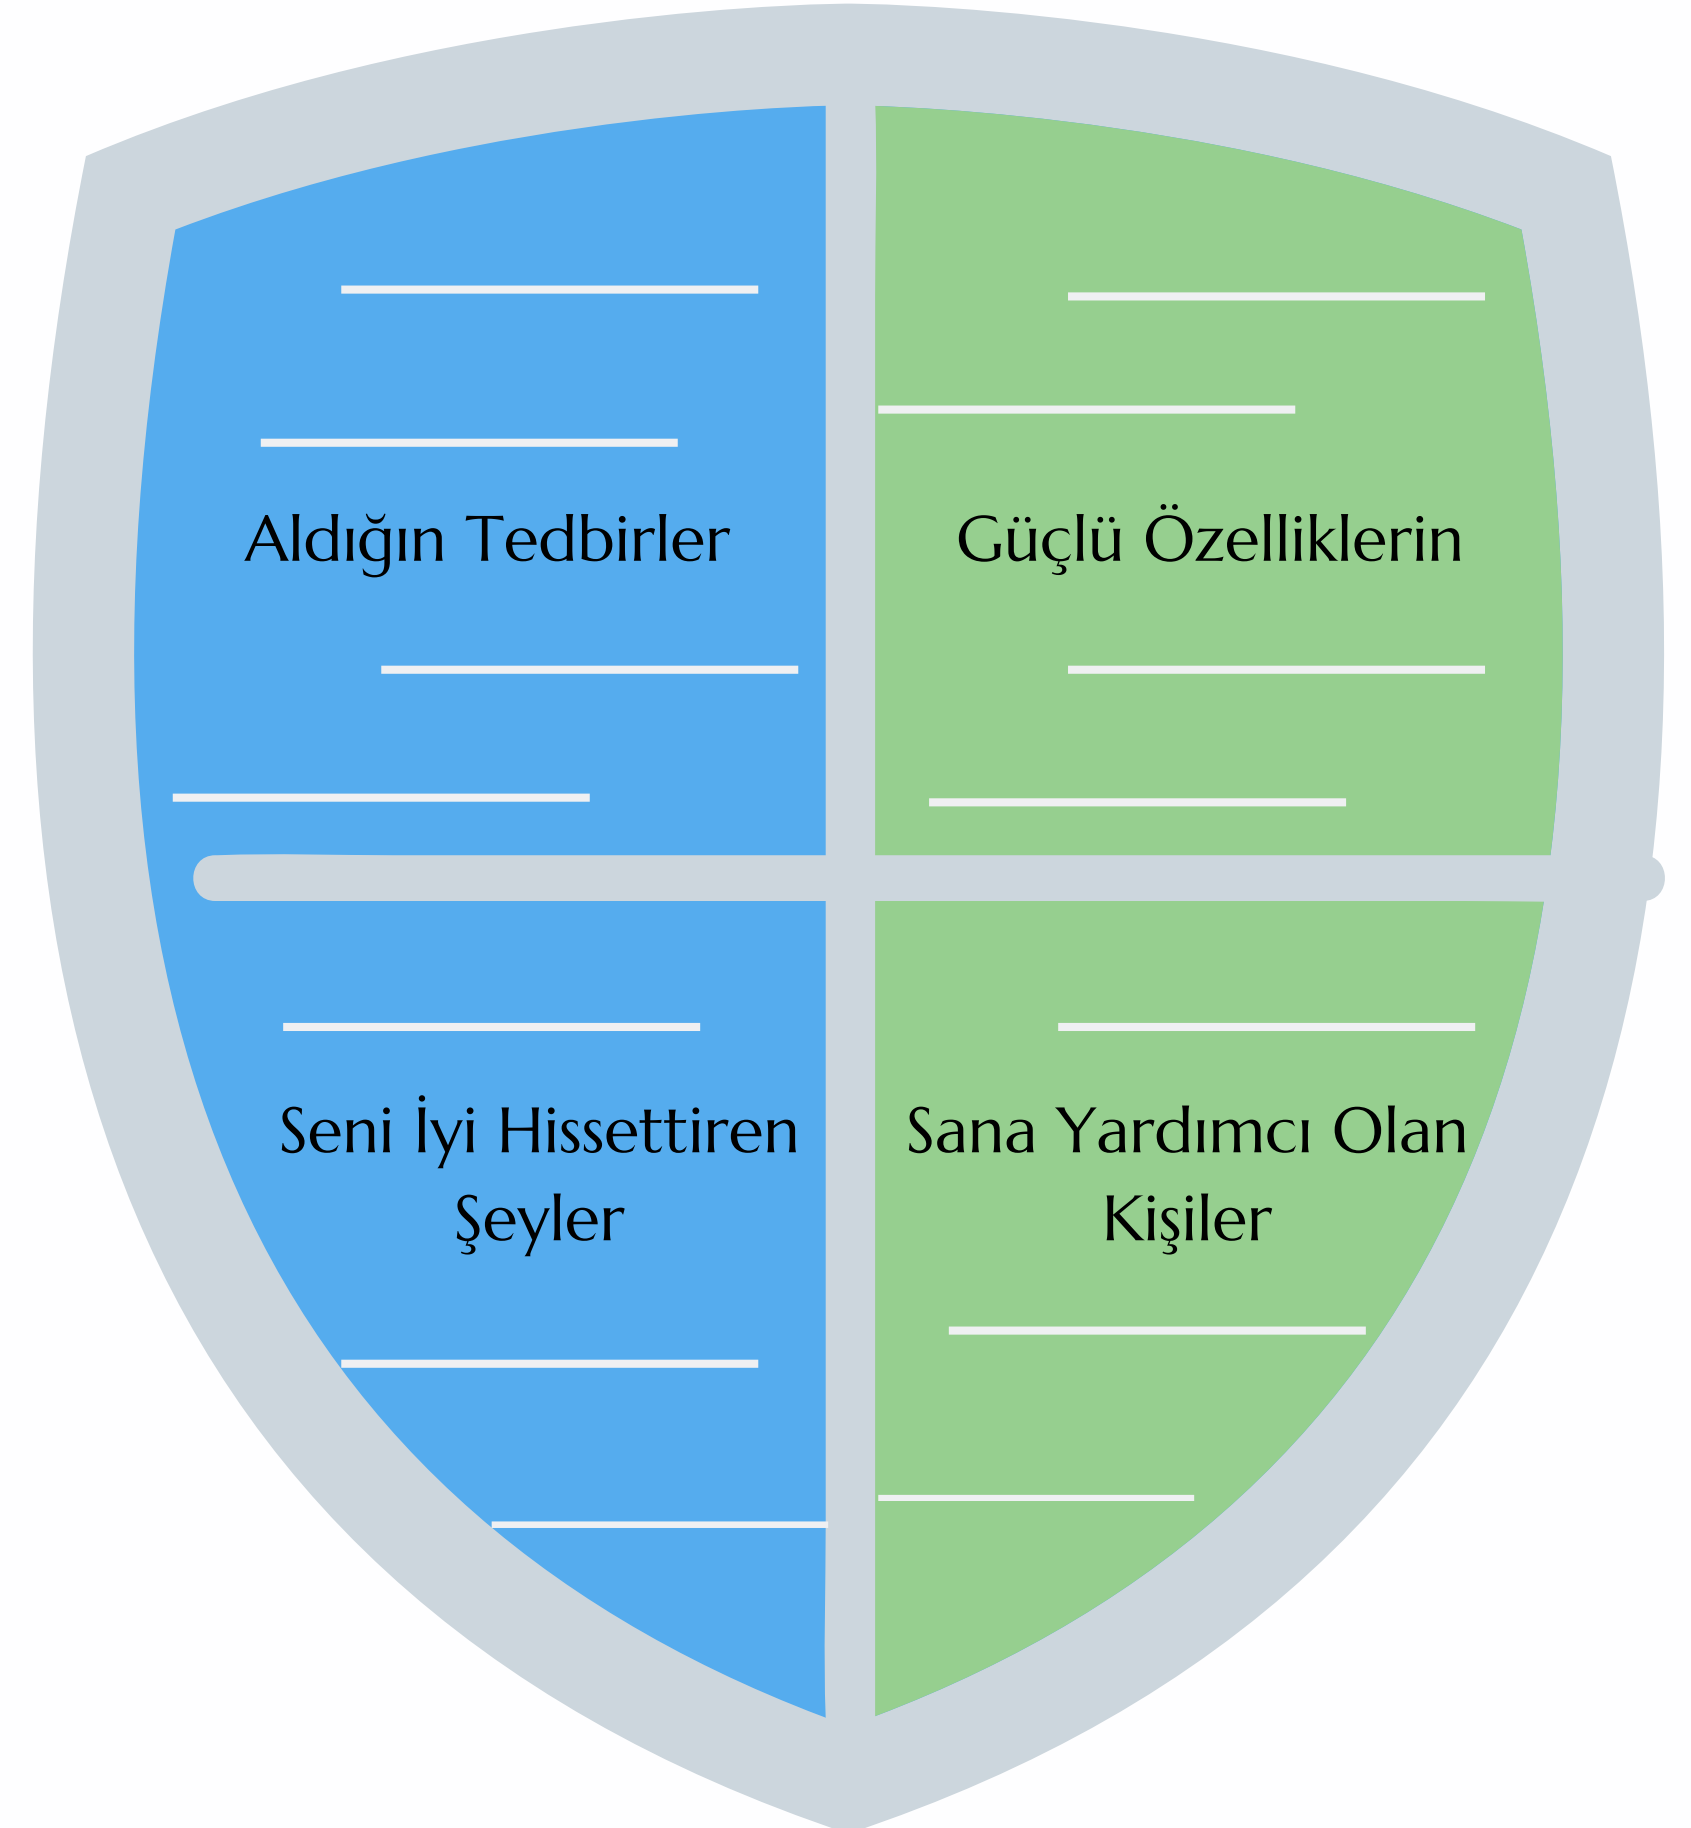 Aldığın Tedbirler
Güçlü Özelliklerin
Seni İyi Hissettiren
Şeyler
Sana Yardımcı Olan
Kişiler